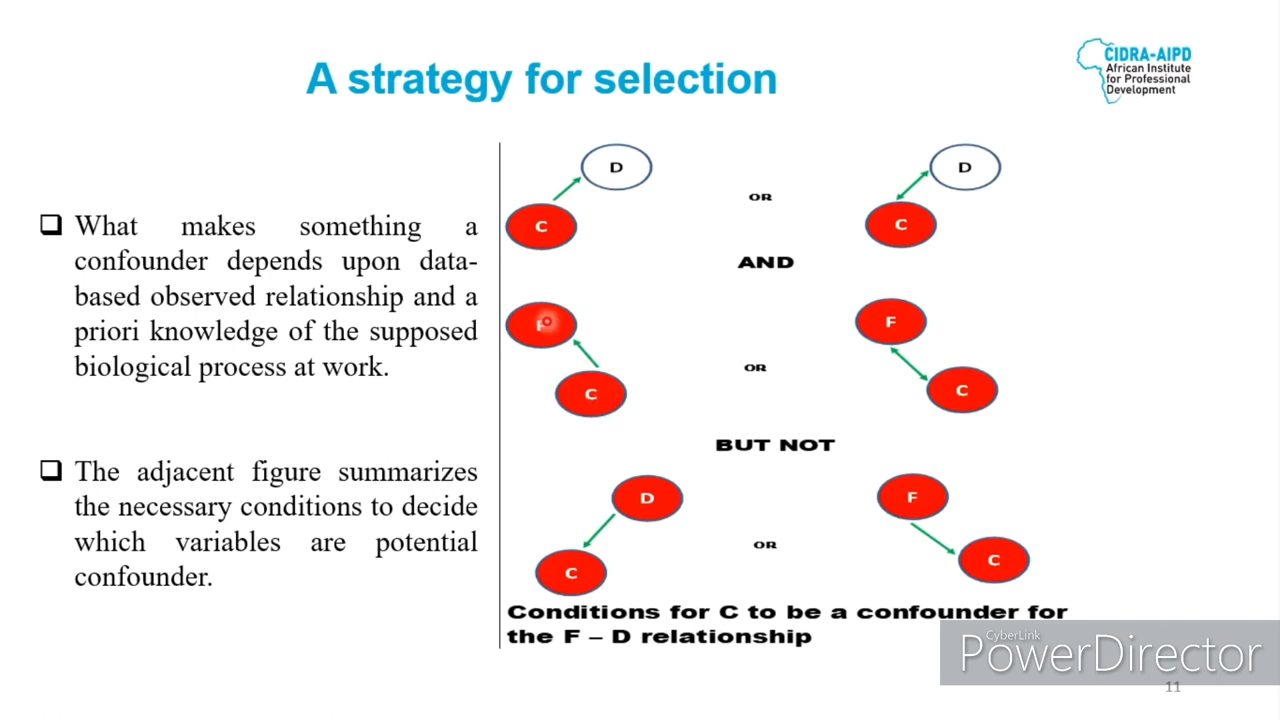 A strategy for selection
CIDRA-AIPD
African Institute
for Professional
Development
❑ What makes something a
confounder depends upon data-
based observed relationship and a
priori knowledge of the supposed
biological process at work.
❑ The adjacent figure summarizes
the necessary conditions to decide
which variables are potential
confounder.
D
OR
D
C
C
AND
F
F
OR
C
C
BUT NOT
D
F
OR
C
C
Conditions for C to be a confounder for
the F – D relationship
CyberLink
PowerDirector
11